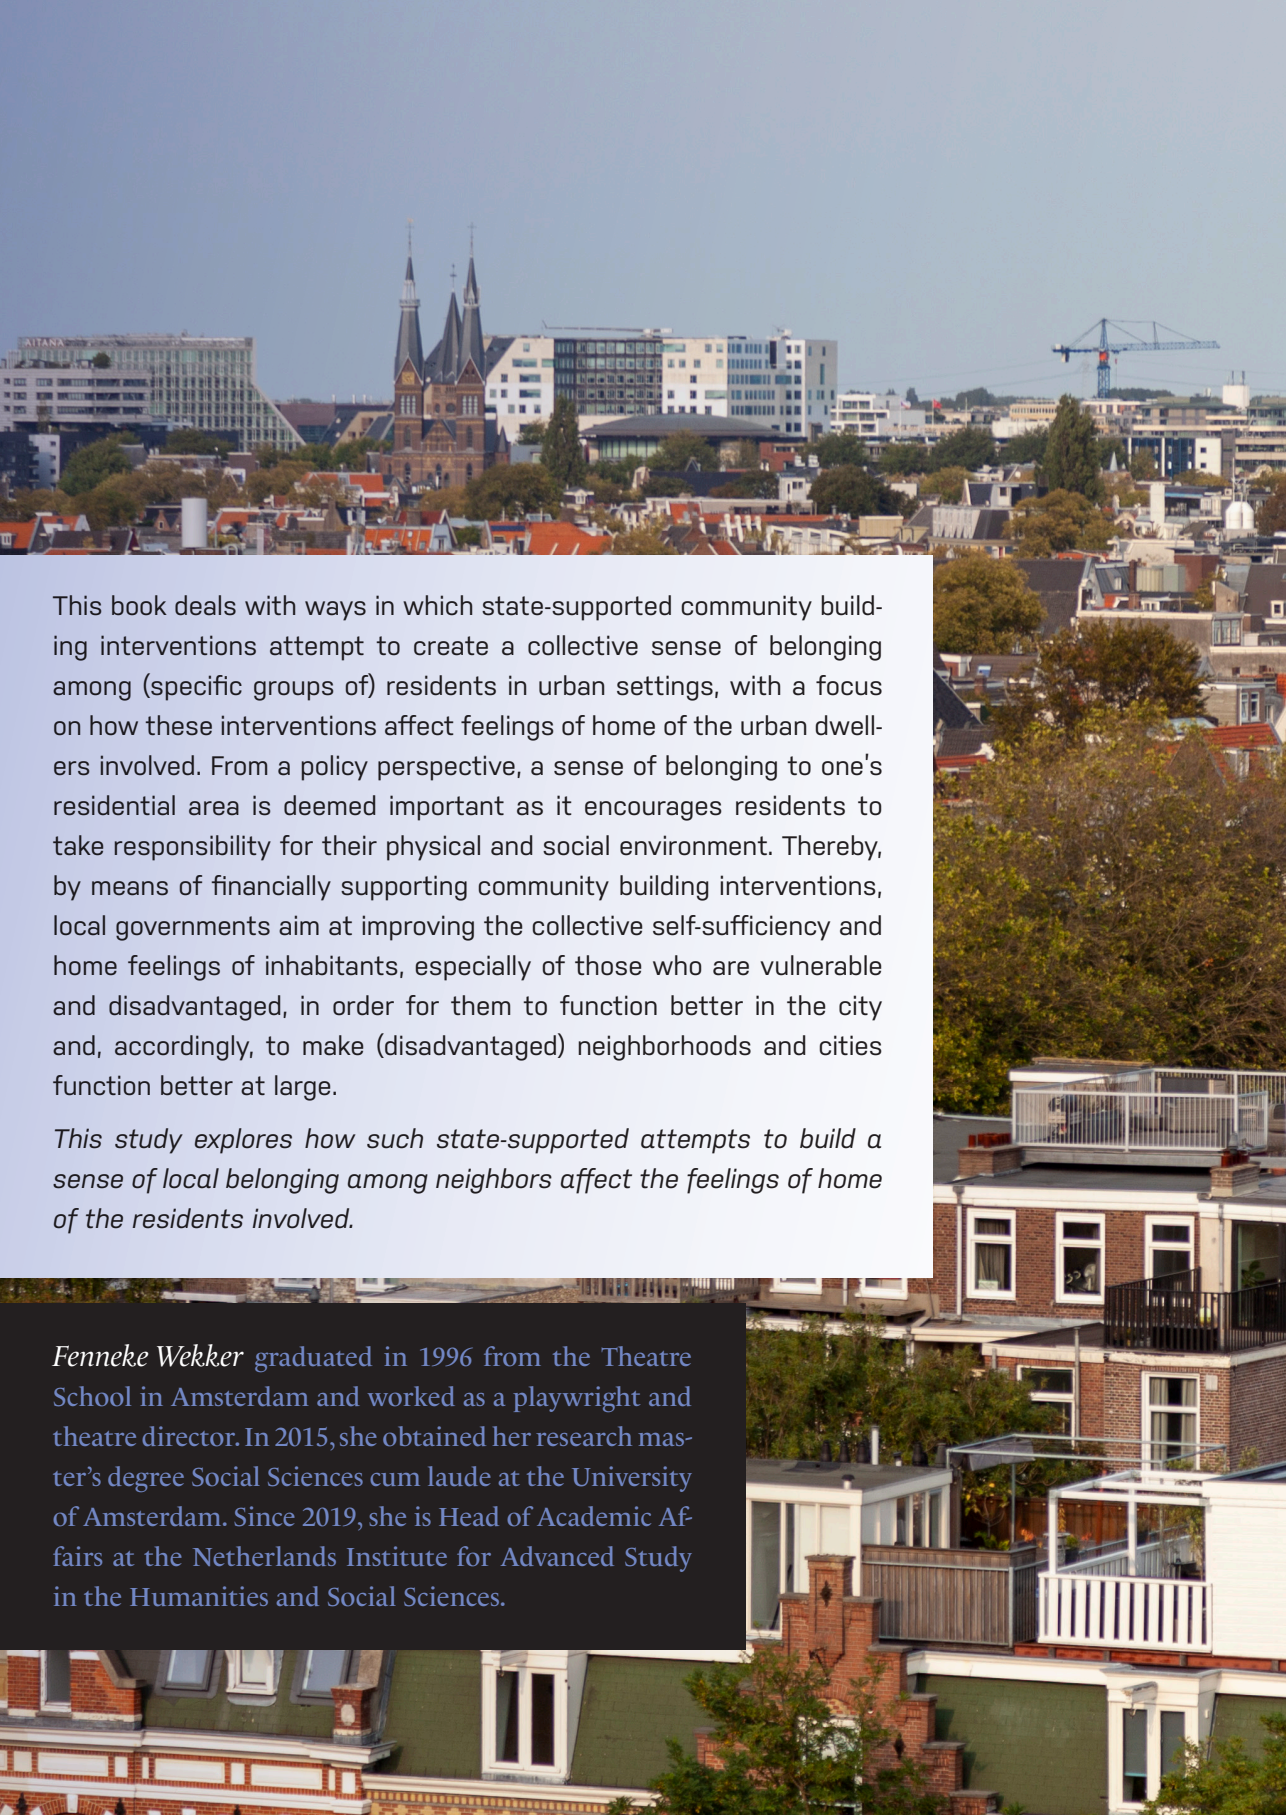 AITANA
This book deals with ways in which state-supported community build-
ing interventions attempt to create a collective sense of belonging
among (specific groups of) residents in urban settings, with a focus
on how these interventions affect feelings of home of the urban dwell-
ers involved. From a policy perspective, a sense of belonging to one's
residential area is deemed important as it encourages residents to
take responsibility for their physical and social environment. Thereby,
by means of financially supporting community building interventions,
local governments aim at improving the collective self-sufficiency and
home feelings of inhabitants, especially of those who are vulnerable
and disadvantaged, in order for them to function better in the city
and, accordingly, to make (disadvantaged) neighborhoods and cities
function better at large.
This study explores how such state-supported attempts to build a
sense of local belonging among neighbors affect the feelings of home
of the residents involved.
Fenneke Wekker graduated in 1996 from the Theatre
School in Amsterdam and worked as a playwright and
theatre director. In 2015, she obtained her research mas-
ter’s degree Social Sciences cum laude at the University
of Amsterdam. Since 2019, she is Head of Academic Af-
fairs at the Netherlands Institute for Advanced Study
in the Humanities and Social Sciences.